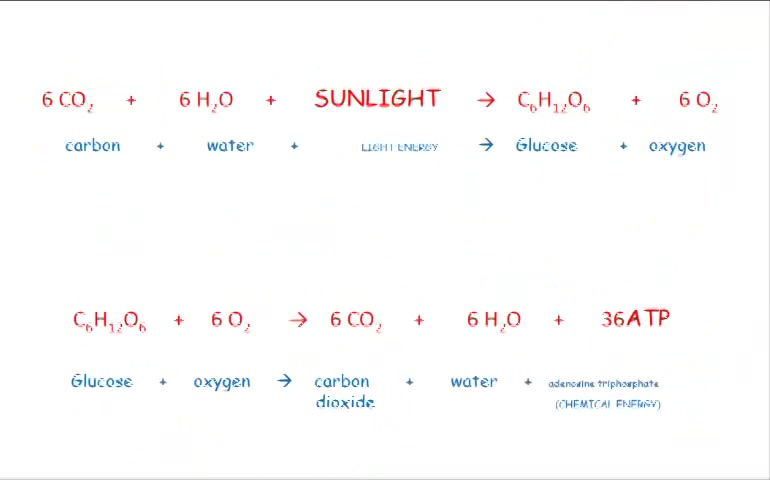 6 CO₂ + 6 H₂O + SUNLIGHT → C₆H₁₂O₆ + 6 O₂
carbon + water + LIGHT ENERGY → Glucose + oxygen
C₆H₁₂O₆ + 6 O₂ → 6 CO₂ + 6 H₂O + 36ATP
Glucose + oxygen → carbon + water + adenosine triphosphate
dioxide (CHEMICAL ENERGY)